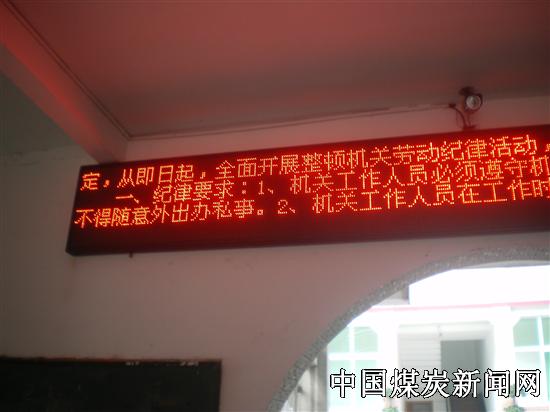 定，从即日起，全面开展整顿机关劳动纪律活动，
一、纪律要求：1、机关工作人员必须遵守机
不得随意外出办私事。2、机关工作人员在工作时
中国煤炭新闻网